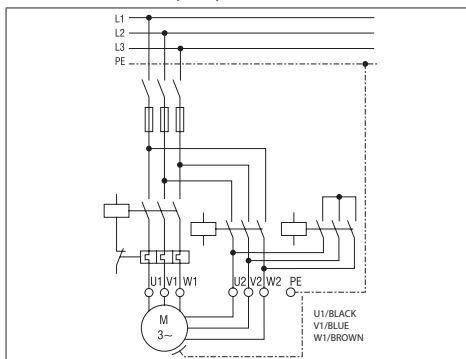 L1
L2
L3
PE
U1 V1 W1
U2 V2 W2 PE
M
3~
U1/BLACK
V1/BLUE
W1/BROWN